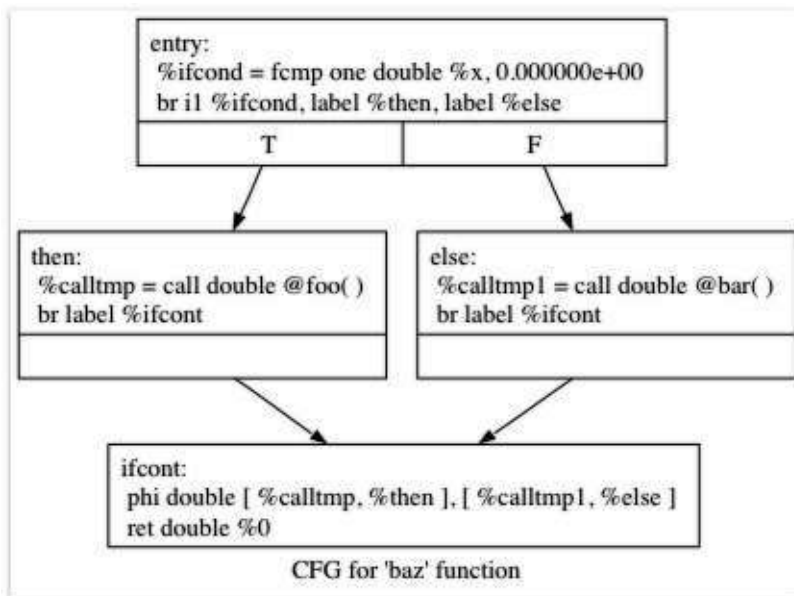 entry:
%ifcond = fcmp one double %x, 0.000000e+00
br i1 %ifcond, label %then, label %else
T F
then:
%calltmp = call double @foo( )
br label %ifcont
else:
%calltmp1 = call double @bar( )
br label %ifcont
ifcont:
phi double [ %calltmp, %then ], [ %calltmp1, %else ]
ret double %0
CFG for 'baz' function